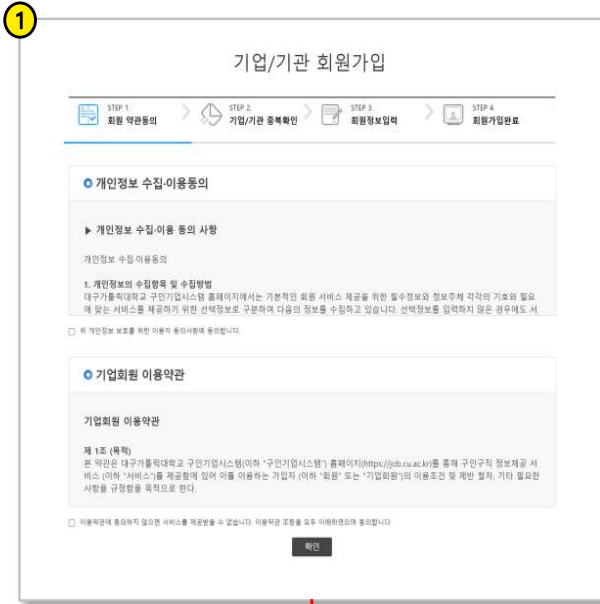 1
기업/기관 회원가입
STEP 1.
회원 약관동의
STEP 2.
기업/기관 중복확인
STEP 3.
회원정보입력
STEP 4.
회원가입완료
개인정보 수집·이용동의
▶ 개인정보 수집·이용 동의 사항
개인정보 수집·이용동의
1. 개인정보의 수집항목 및 수집방법
대구가톨릭대학교 구인기업시스템 홈페이지에서는 기본적인 회원 서비스 제공을 위한 필수정보와 정보주체 각각의 기호와 필요
에 맞는 서비스를 제공하기 위한 선택정보로 구분하여 다음의 정보를 수집하고 있습니다. 선택정보를 입력하지 않은 경우에도 서
위 개인정보 보호를 위한 이용자 동의사항에 동의합니다.
기업회원 이용약관
기업회원 이용약관
제 1조 (목적)
본 약관은 대구가톨릭대학교 구인기업시스템(이하 "구인기업시스템") 홈페이지(https://job.cu.ac.kr)를 통해 구인구직 정보제공 서
비스 (이하 "서비스")를 제공함에 있어 이를 이용하는 가입자 (이하 "회원" 또는 "기업회원")의 이용조건 및 제반 절차, 기타 필요한
사항을 규정함을 목적으로 한다.
이용약관에 동의하지 않으면 서비스를 제공받을 수 없습니다. 이용약관 조항을 모두 이해하였으며 동의합니다
확인